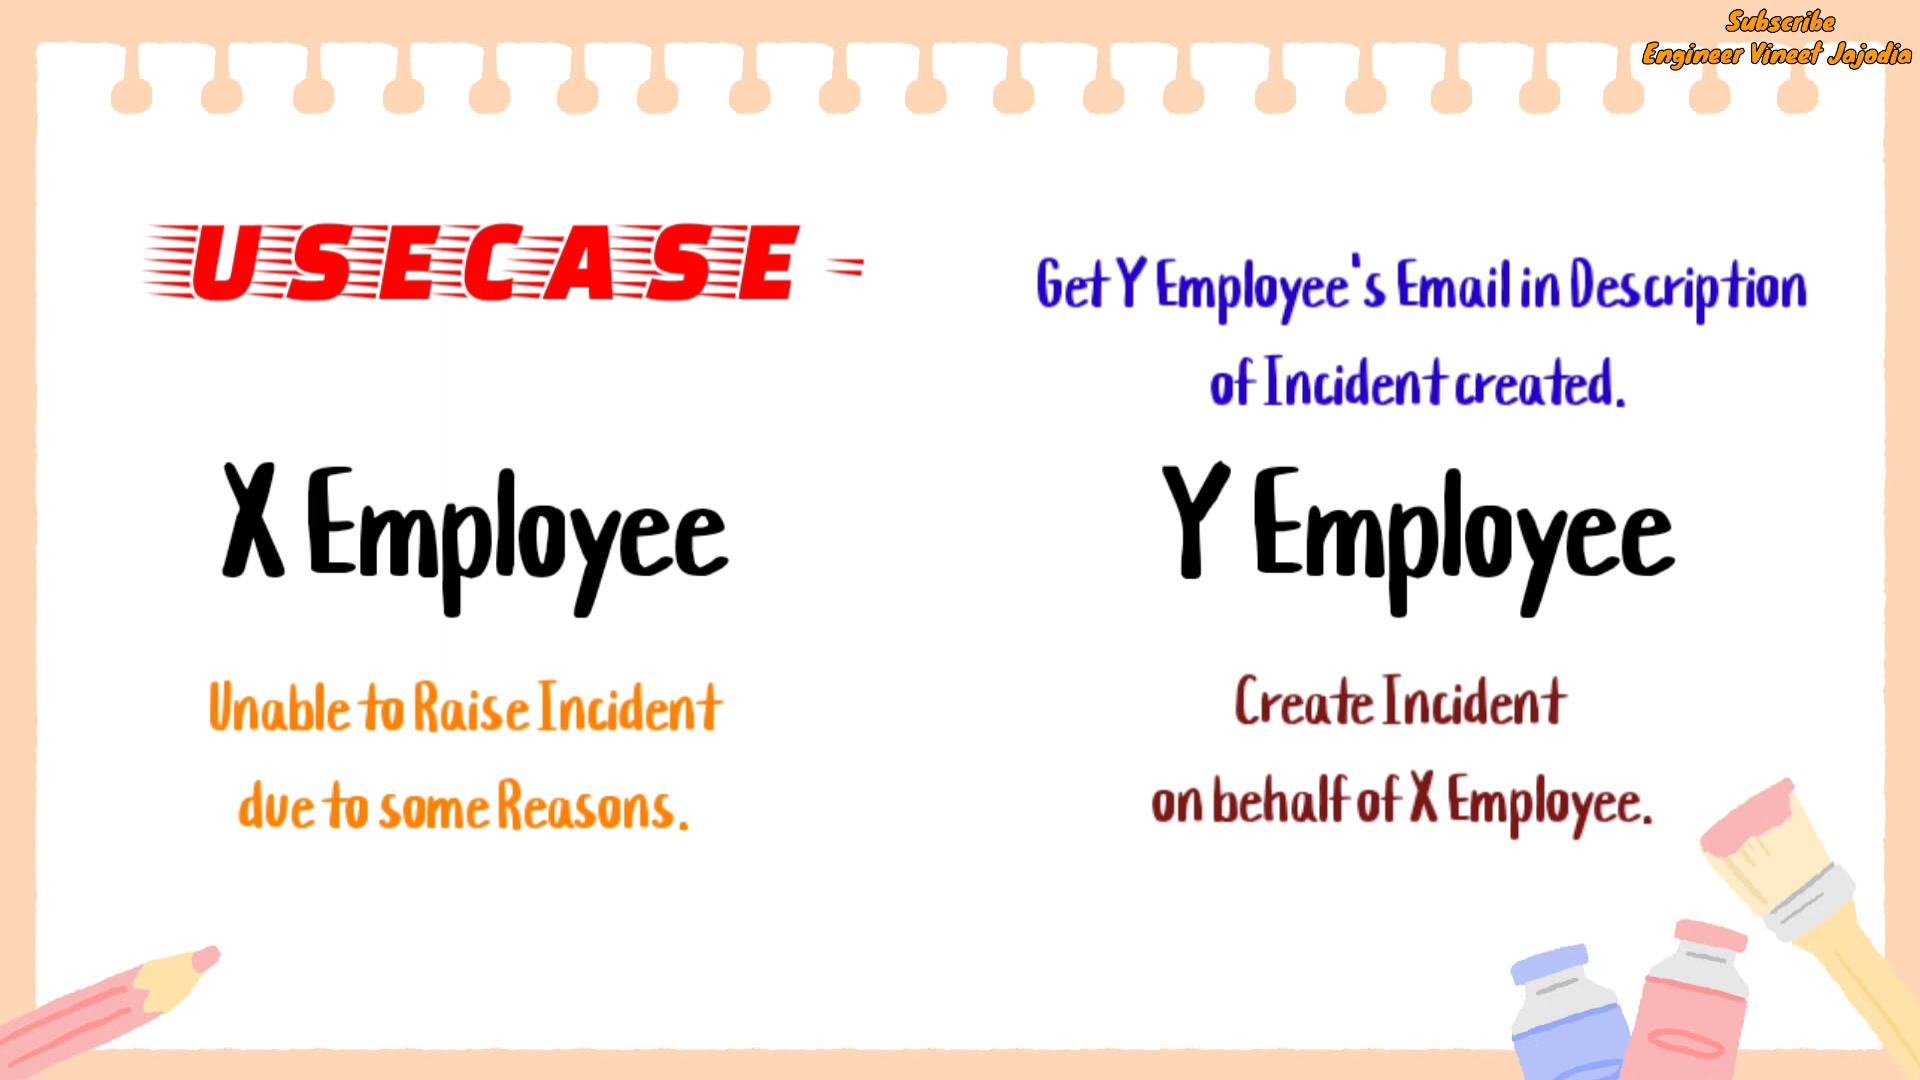 Subscribe
Engineer Vineet Jajodia
USECASE -
Get Y Employee's Email in Description
of Incident created.
X Employee
Y Employee
Unable to Raise Incident
due to some Reasons.
Create Incident
on behalf of X Employee.